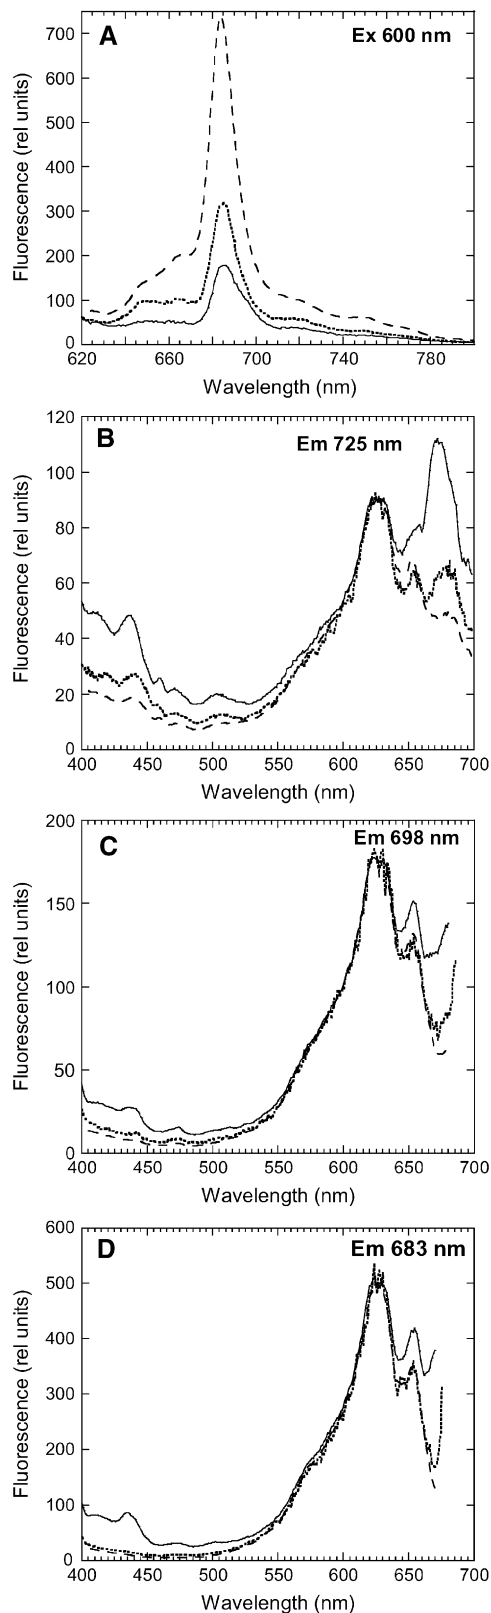 A
Ex 600 nm
Fluorescence (rel units)
700
600
500
400
300
200
100
0
620 660 700 740 780
Wavelength (nm)
B
Em 725 nm
Fluorescence (rel units)
120
100
80
60
40
20
0
400 450 500 550 600 650 700
Wavelength (nm)
C
Em 698 nm
Fluorescence (rel units)
200
150
100
50
0
400 450 500 550 600 650 700
Wavelength (nm)
D
Em 683 nm
Fluorescence (rel units)
600
500
400
300
200
100
0
400 450 500 550 600 650 700
Wavelength (nm)